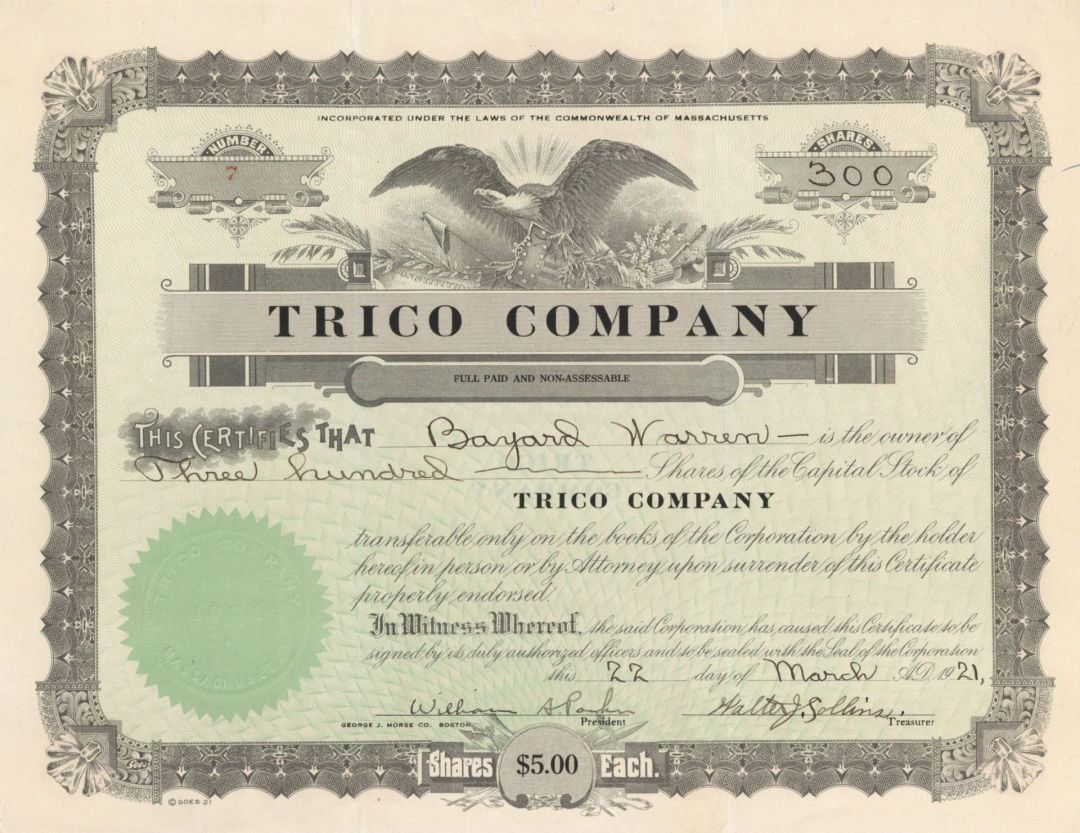 INCORPORATED UNDER THE LAWS OF THE COMMONWEALTH OF MASSACHUSETTS
NUMBER
7
SHARES
300
TRICO COMPANY
FULL PAID AND NON-ASSESSABLE
THIS CERTIFIES THAT Bayard Warren — is the owner of
Three hundred Shares of the Capital Stock of
TRICO COMPANY
transferable only on the books of the Corporation by the holder
hereof in person or by Attorney upon surrender of this Certificate
properly endorsed.
In Witness Whereof, the said Corporation has caused this Certificate to be
signed by its duly authorized officers and to be sealed with the Seal of the Corporation
this 22 day of March A.D. 1921,
William A
President
Walter J. Treasurer
GEORGE J. MORSE CO. BOSTON
Shares $5.00 Each.
© GOES 21